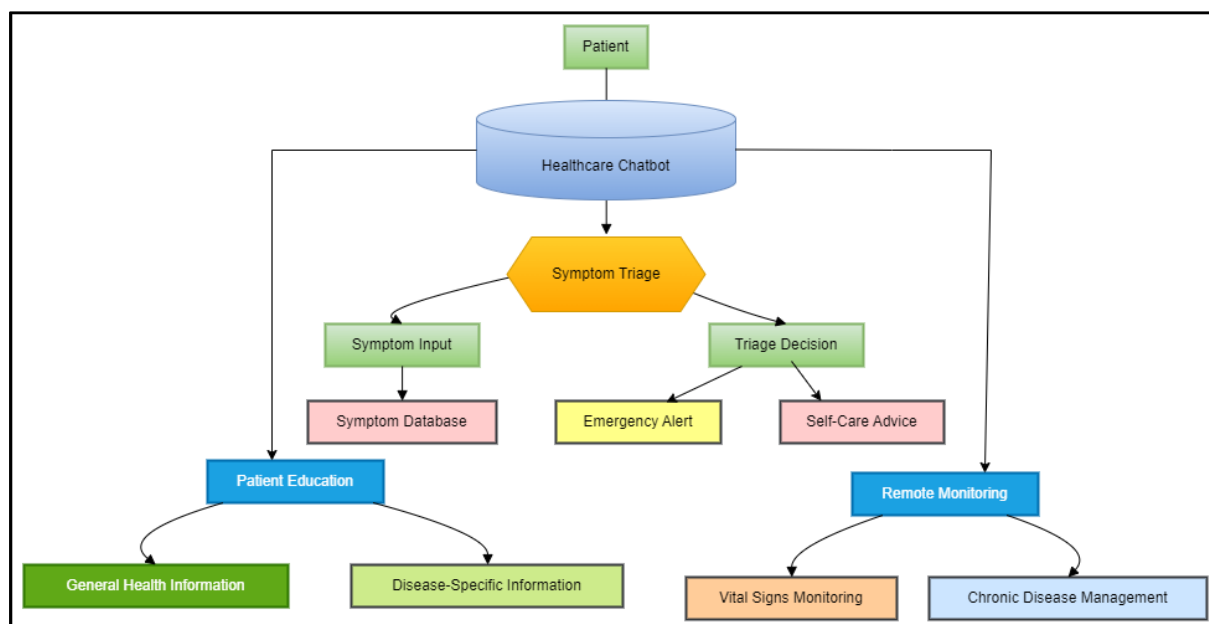 Patient
Healthcare Chatbot
Symptom Triage
Symptom Input
Triage Decision
Symptom Database
Emergency Alert
Self-Care Advice
Patient Education
Remote Monitoring
General Health Information
Disease-Specific Information
Vital Signs Monitoring
Chronic Disease Management